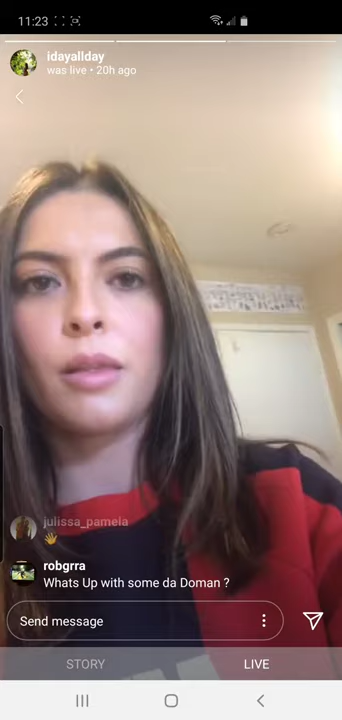 11:23
idayallday
was live • 20h ago
julissa_pamela
👋
robgrra
Whats Up with some da Doman ?
Send message
STORY
LIVE